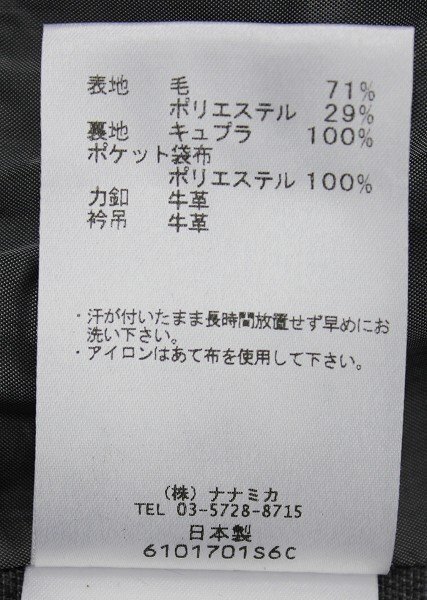 表地 毛 71%
ポリエステル 29%
裏地 キュプラ 100%
ポケット袋布
ポリエステル 100%
力釦 牛革
衿吊 牛革
・汗が付いたまま長時間放置せず早めにお
洗い下さい。
・アイロンはあて布を使用して下さい。
(株) ナナミカ
TEL 03-5728-8715
日本製
6101701S6C